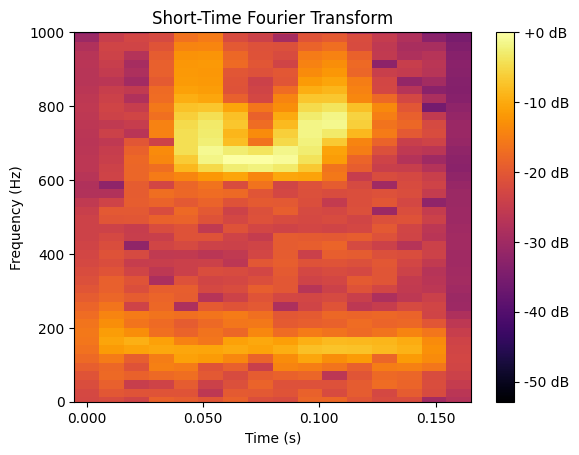 Short-Time Fourier Transform
1000
800
600
400
200
0
Frequency (Hz)
0.000
0.050
0.100
0.150
Time (s)
+0 dB
-10 dB
-20 dB
-30 dB
-40 dB
-50 dB